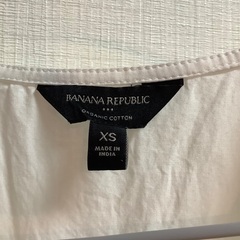 BANANA REPUBLIC
ORGANIC COTTON
XS
MADE IN
INDIA